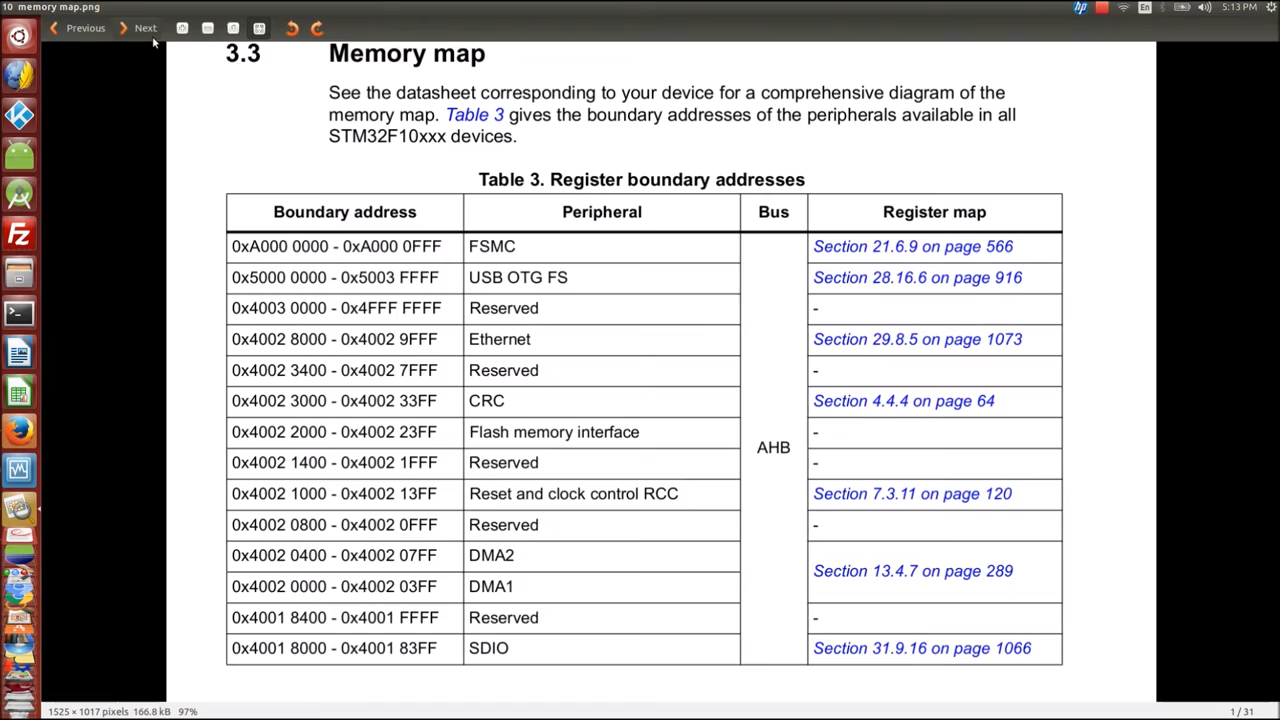 10 memory map.png
En
5:13 PM
Previous
Next
3.3 Memory map
See the datasheet corresponding to your device for a comprehensive diagram of the
memory map. Table 3 gives the boundary addresses of the peripherals available in all
STM32F10xxx devices.
Table 3. Register boundary addresses
Boundary address Peripheral Bus Register map
0xA000 0000 - 0xA000 0FFF FSMC Section 21.6.9 on page 566
0x5000 0000 - 0x5003 FFFF USB OTG FS Section 28.16.6 on page 916
0x4003 0000 - 0x4FFF FFFF Reserved -
0x4002 8000 - 0x4002 9FFF Ethernet Section 29.8.5 on page 1073
0x4002 3400 - 0x4002 7FFF Reserved -
0x4002 3000 - 0x4002 33FF CRC Section 4.4.4 on page 64
0x4002 2000 - 0x4002 23FF Flash memory interface -
AHB
0x4002 1400 - 0x4002 1FFF Reserved -
0x4002 1000 - 0x4002 13FF Reset and clock control RCC Section 7.3.11 on page 120
0x4002 0800 - 0x4002 0FFF Reserved -
0x4002 0400 - 0x4002 07FF DMA2
Section 13.4.7 on page 289
0x4002 0000 - 0x4002 03FF DMA1
0x4001 8400 - 0x4001 FFFF Reserved -
0x4001 8000 - 0x4001 83FF SDIO Section 31.9.16 on page 1066
1525 × 1017 pixels 166.8 kB 97%
1 / 31